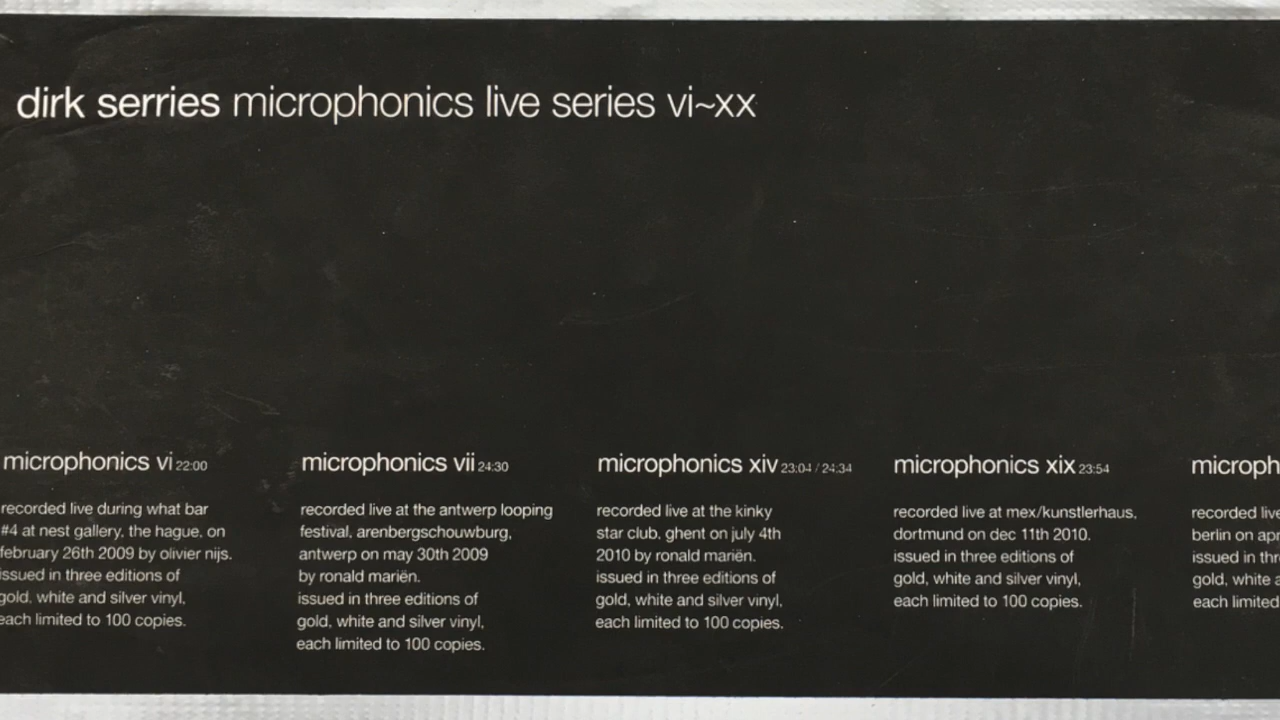 dirk serries microphonics live series vi~xx
microphonics vi 22:00
recorded live during what bar
#4 at nest gallery, the hague, on
february 26th 2009 by olivier nijs.
issued in three editions of
gold, white and silver vinyl,
each limited to 100 copies.
microphonics vii 24:30
recorded live at the antwerp looping
festival, arenbergschouwburg,
antwerp on may 30th 2009
by ronald mariën.
issued in three editions of
gold, white and silver vinyl,
each limited to 100 copies.
microphonics xiv 23:04 / 24:34
recorded live at the kinky
star club, ghent on july 4th
2010 by ronald mariën.
issued in three editions of
gold, white and silver vinyl,
each limited to 100 copies.
microphonics xix 23:54
recorded live at mex/kunstlerhaus,
dortmund on dec 11th 2010.
issued in three editions of
gold, white and silver vinyl,
each limited to 100 copies.
recorded live
berlin on
issued in
gold, white
each limited